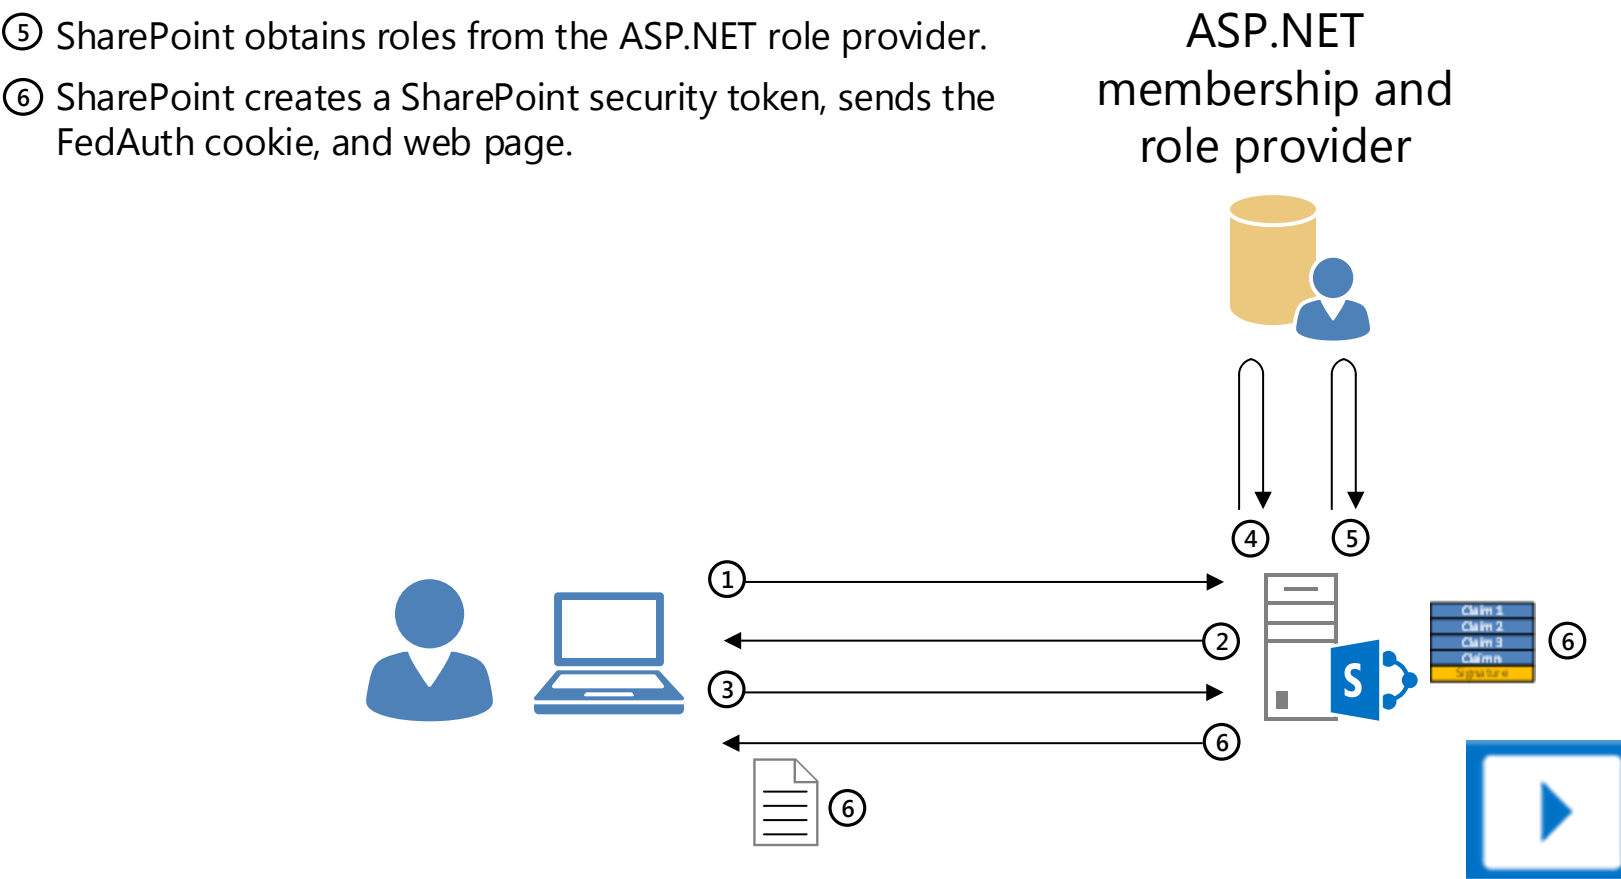 ⑤ SharePoint obtains roles from the ASP.NET role provider.
⑥ SharePoint creates a SharePoint security token, sends the
FedAuth cookie, and web page.
ASP.NET
membership and
role provider
④ ⑤
①
②
③
⑥
⑥
S
Claim 1
Claim 2
Claim 3
Claim n
Signature
⑥